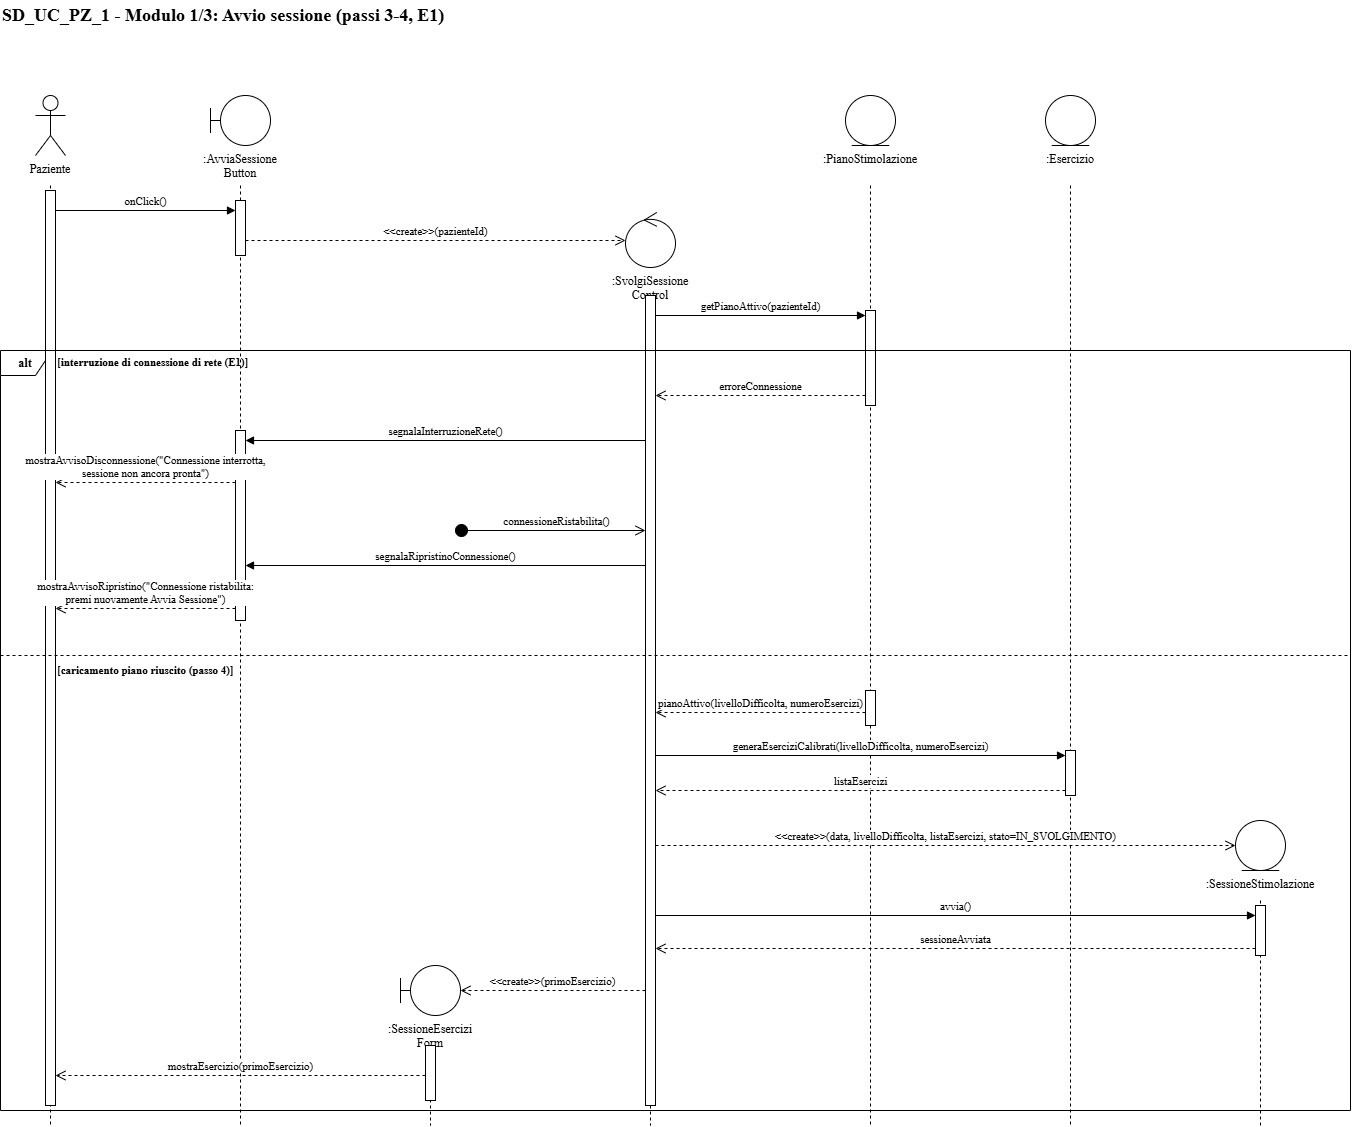 SD_UC_PZ_1 - Modulo 1/3: Avvio sessione (passi 3-4, E1)
Paziente
:AvviaSessione
Button
:PianoStimolazione
:Esercizio
onClick()
<<create>>(pazienteId)
:SvolgiSessione
Control
getPianoAttivo(pazienteId)
alt
[interruzione di connessione di rete (E1)]
erroreConnessione
segnalaInterruzioneRete()
mostraAvvisoDisconnessione("Connessione interrotta,
sessione non ancora pronta")
connessioneRistabilita()
segnalaRipristinoConnessione()
mostraAvvisoRipristino("Connessione ristabilita:
premi nuovamente Avvia Sessione")
[caricamento piano riuscito (passo 4)]
pianoAttivo(livelloDifficolta, numeroEsercizi)
generaEserciziCalibrati(livelloDifficolta, numeroEsercizi)
listaEsercizi
<<create>>(data, livelloDifficolta, listaEsercizi, stato=IN_SVOLGIMENTO)
:SessioneStimolazione
avvia()
sessioneAvviata
<<create>>(primoEsercizio)
:SessioneEsercizi
Form
mostraEsercizio(primoEsercizio)